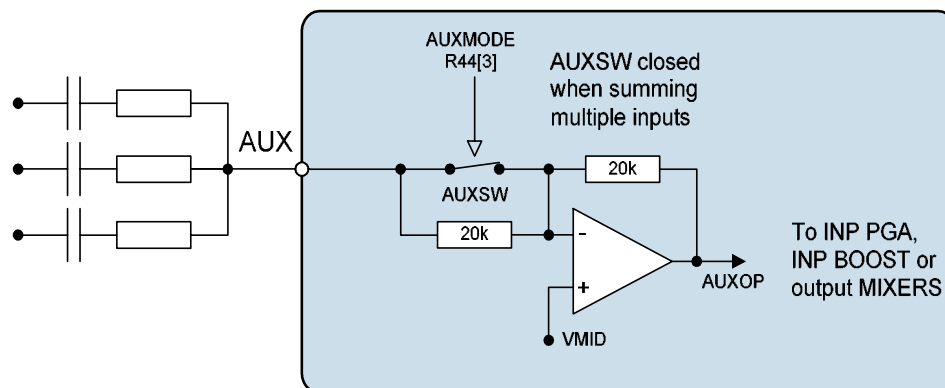 AUXMODE
R44[3]
AUXSW closed
when summing
multiple inputs
AUX
20k
AUXSW
20k
-
+
VMID
AUXOP
To INP PGA,
INP BOOST or
output MIXERS